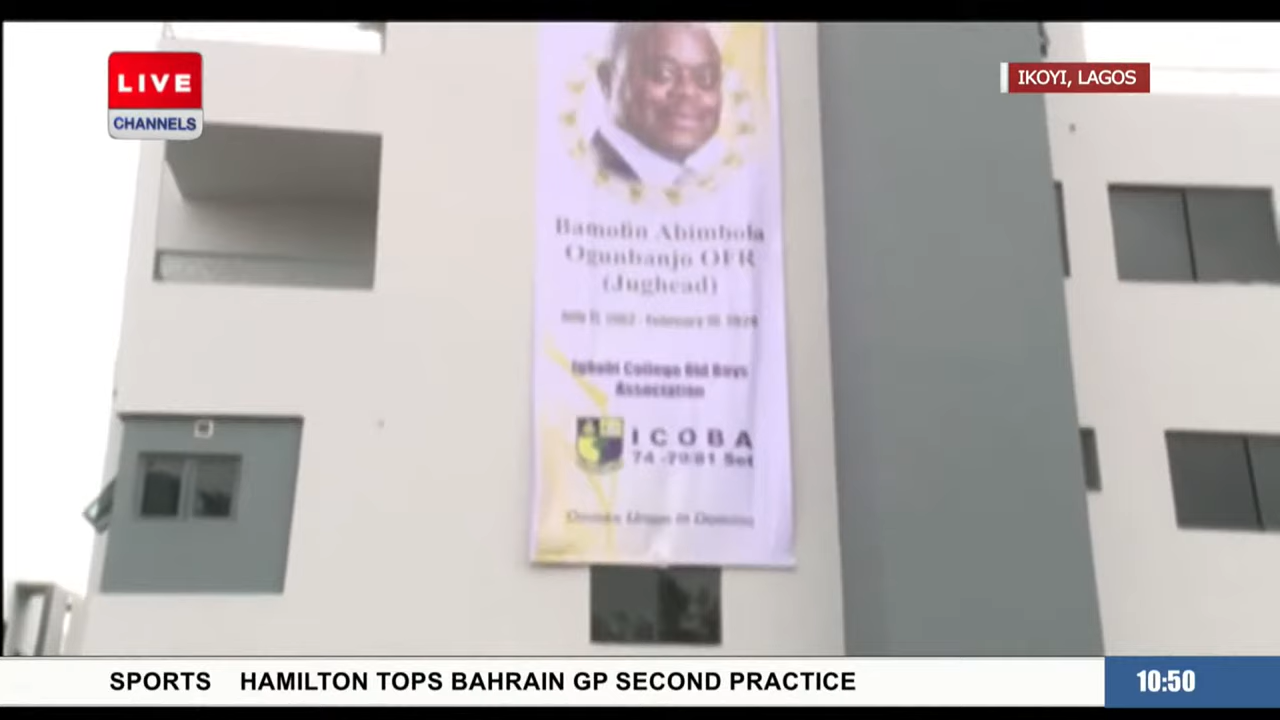 LIVE
CHANNELS
IKOYI, LAGOS
Bamofin Abimbola
Ogunbanjo OFR
(Jughead)
Igbobi College Old Boys
Association
ICOBA
74 -79/81 Set
SPORTS HAMILTON TOPS BAHRAIN GP SECOND PRACTICE
10:50